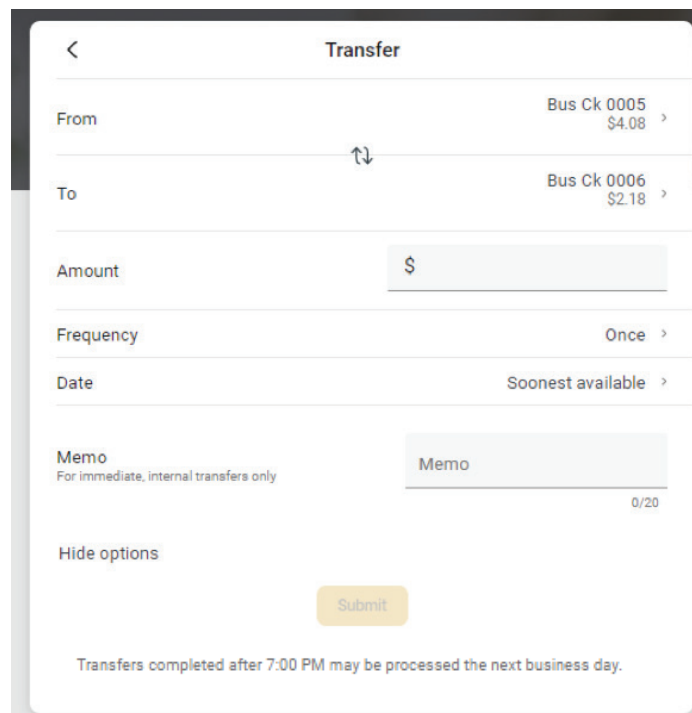 Transfer
From
Bus Ck 0005
$4.08
To
Bus Ck 0006
$2.18
Amount
$
Frequency
Once
Date
Soonest available
Memo
For immediate, internal transfers only
Memo
0/20
Hide options
Submit
Transfers completed after 7:00 PM may be processed the next business day.